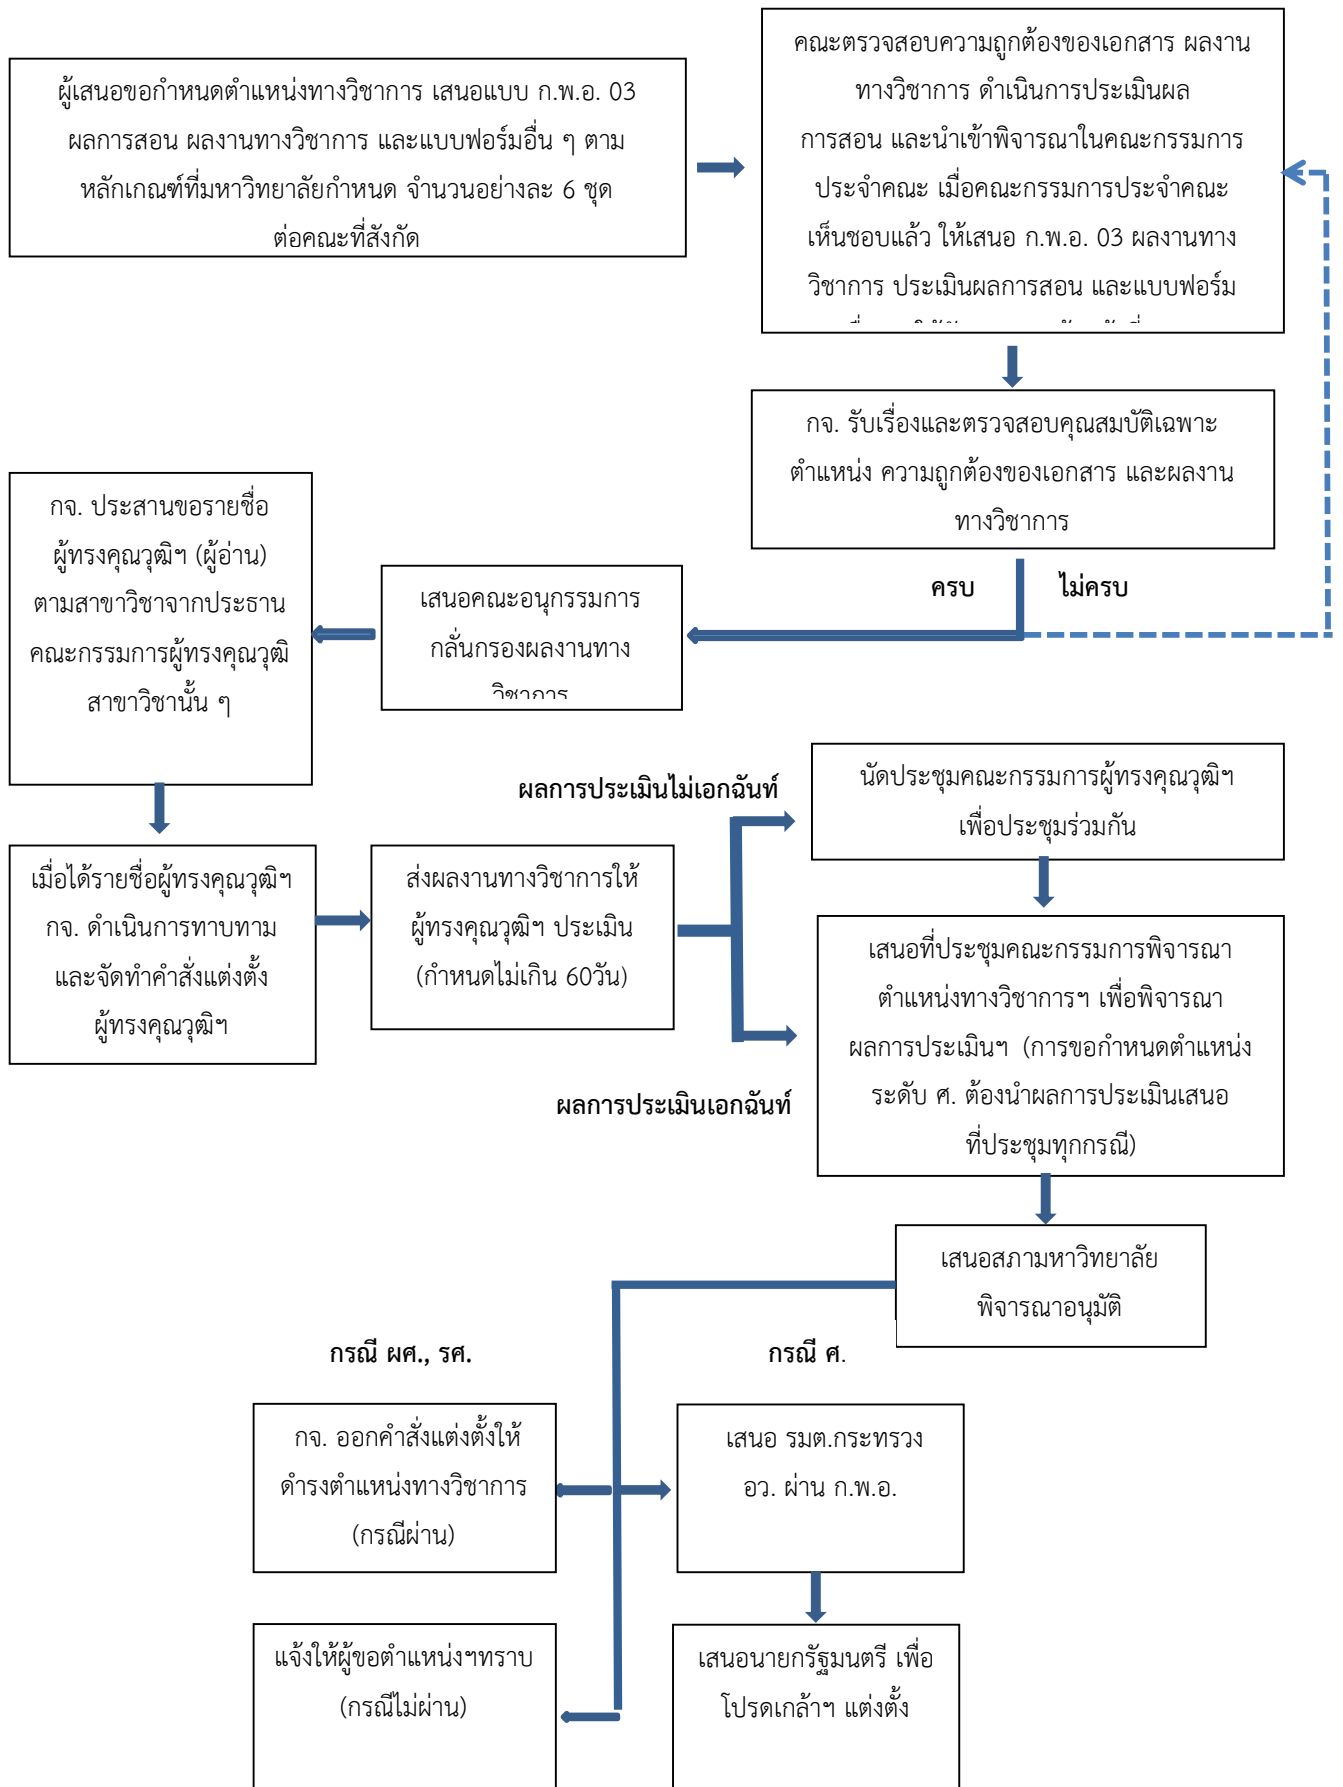 ผู้เสนอขอกำหนดตำแหน่งทางวิชาการ เสนอแบบ ก.พ.อ. 03
ผลการสอน ผลงานทางวิชาการ และแบบฟอร์มอื่น ๆ ตาม
หลักเกณฑ์ที่มหาวิทยาลัยกำหนด จำนวนอย่างละ 6 ชุด
ต่อคณะที่สังกัด
คณะตรวจสอบความถูกต้องของเอกสาร ผลงาน
ทางวิชาการ ดำเนินการประเมินผล
การสอน และนำเข้าพิจารณาในคณะกรรมการ
ประจำคณะ เมื่อคณะกรรมการประจำคณะ
เห็นชอบแล้ว ให้เสนอ ก.พ.อ. 03 ผลงานทาง
วิชาการ ประเมินผลการสอน และแบบฟอร์ม
กจ. รับเรื่องและตรวจสอบคุณสมบัติเฉพาะ
ตำแหน่ง ความถูกต้องของเอกสาร และผลงาน
ทางวิชาการ
ครบ
ไม่ครบ
เสนอคณะอนุกรรมการ
กลั่นกรองผลงานทาง
วิชาการ
กจ. ประสานขอรายชื่อ
ผู้ทรงคุณวุฒิฯ (ผู้อ่าน)
ตามสาขาวิชาจากประธาน
คณะกรรมการผู้ทรงคุณวุฒิ
สาขาวิชานั้น ๆ
เมื่อได้รายชื่อผู้ทรงคุณวุฒิฯ
กจ. ดำเนินการทาบทาม
และจัดทำคำสั่งแต่งตั้ง
ผู้ทรงคุณวุฒิฯ
ส่งผลงานทางวิชาการให้
ผู้ทรงคุณวุฒิฯ ประเมิน
(กำหนดไม่เกิน 60วัน)
ผลการประเมินไม่เอกฉันท์
นัดประชุมคณะกรรมการผู้ทรงคุณวุฒิฯ
เพื่อประชุมร่วมกัน
ผลการประเมินเอกฉันท์
เสนอที่ประชุมคณะกรรมการพิจารณา
ตำแหน่งทางวิชาการฯ เพื่อพิจารณา
ผลการประเมินฯ (การขอกำหนดตำแหน่ง
ระดับ ศ. ต้องนำผลการประเมินเสนอ
ที่ประชุมทุกกรณี)
เสนอสภามหาวิทยาลัย
พิจารณาอนุมัติ
กรณี ผศ., รศ.
กรณี ศ.
กจ. ออกคำสั่งแต่งตั้งให้
ดำรงตำแหน่งทางวิชาการ
(กรณีผ่าน)
เสนอ รมต.กระทรวง
อว. ผ่าน ก.พ.อ.
แจ้งให้ผู้ขอตำแหน่งฯทราบ
(กรณีไม่ผ่าน)
เสนอนายกรัฐมนตรี เพื่อ
โปรดเกล้าฯ แต่งตั้ง